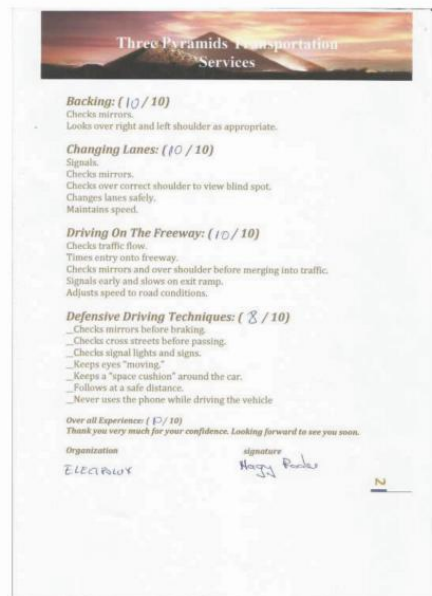 Three Pyramids Transportation
Services
Backing: (10/10)
Checks mirrors.
Looks over right and left shoulder as appropriate.
Changing Lanes: (10/10)
Signals.
Checks mirrors.
Checks over correct shoulder to view blind spot.
Changes lanes safely.
Maintains speed.
Driving On The Freeway: (10/10)
Checks traffic flow.
Times entry onto freeway.
Checks mirrors and over shoulder before merging into traffic.
Signals early and slows on exit ramp.
Adjusts speed to road conditions.
Defensive Driving Techniques: ( 8 /10)
_Checks mirrors before braking.
_Checks cross streets before passing.
_Checks signal lights and signs.
_Keeps eyes "moving."
_Keeps a "space cushion" around the car.
_Follows at a safe distance.
_Never uses the phone while driving the vehicle
Over all Experience: (10/10)
Thank you very much for your confidence. Looking forward to see you soon.
Organization signature
ELECTROLUX
2